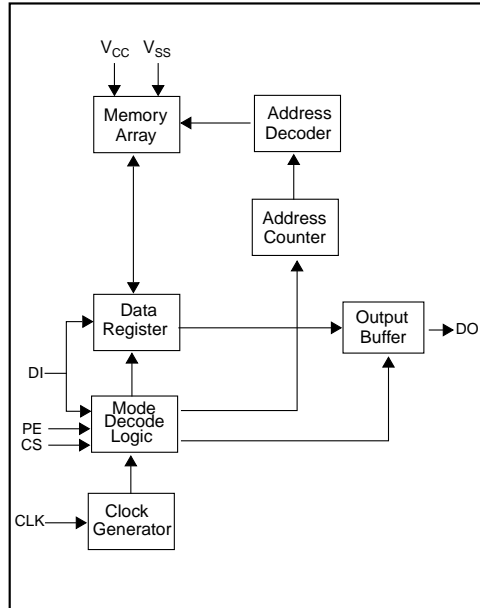 VCC VSS
Memory
Array
Address
Decoder
Address
Counter
Data
Register
Output
Buffer
DO
DI
Mode
Decode
Logic
PE
CS
CLK
Clock
Generator